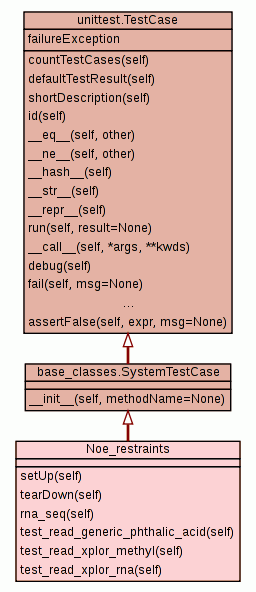 unittest.TestCase
failureException
countTestCases(self)
defaultTestResult(self)
shortDescription(self)
id(self)
__eq__(self, other)
__ne__(self, other)
__hash__(self)
__str__(self)
__repr__(self)
run(self, result=None)
__call__(self, *args, **kwds)
debug(self)
fail(self, msg=None)
...
assertFalse(self, expr, msg=None)
base_classes.SystemTestCase
__init__(self, methodName=None)
Noe_restraints
setUp(self)
tearDown(self)
rna_seq(self)
test_read_generic_phthalic_acid(self)
test_read_xplor_methyl(self)
test_read_xplor_rna(self)